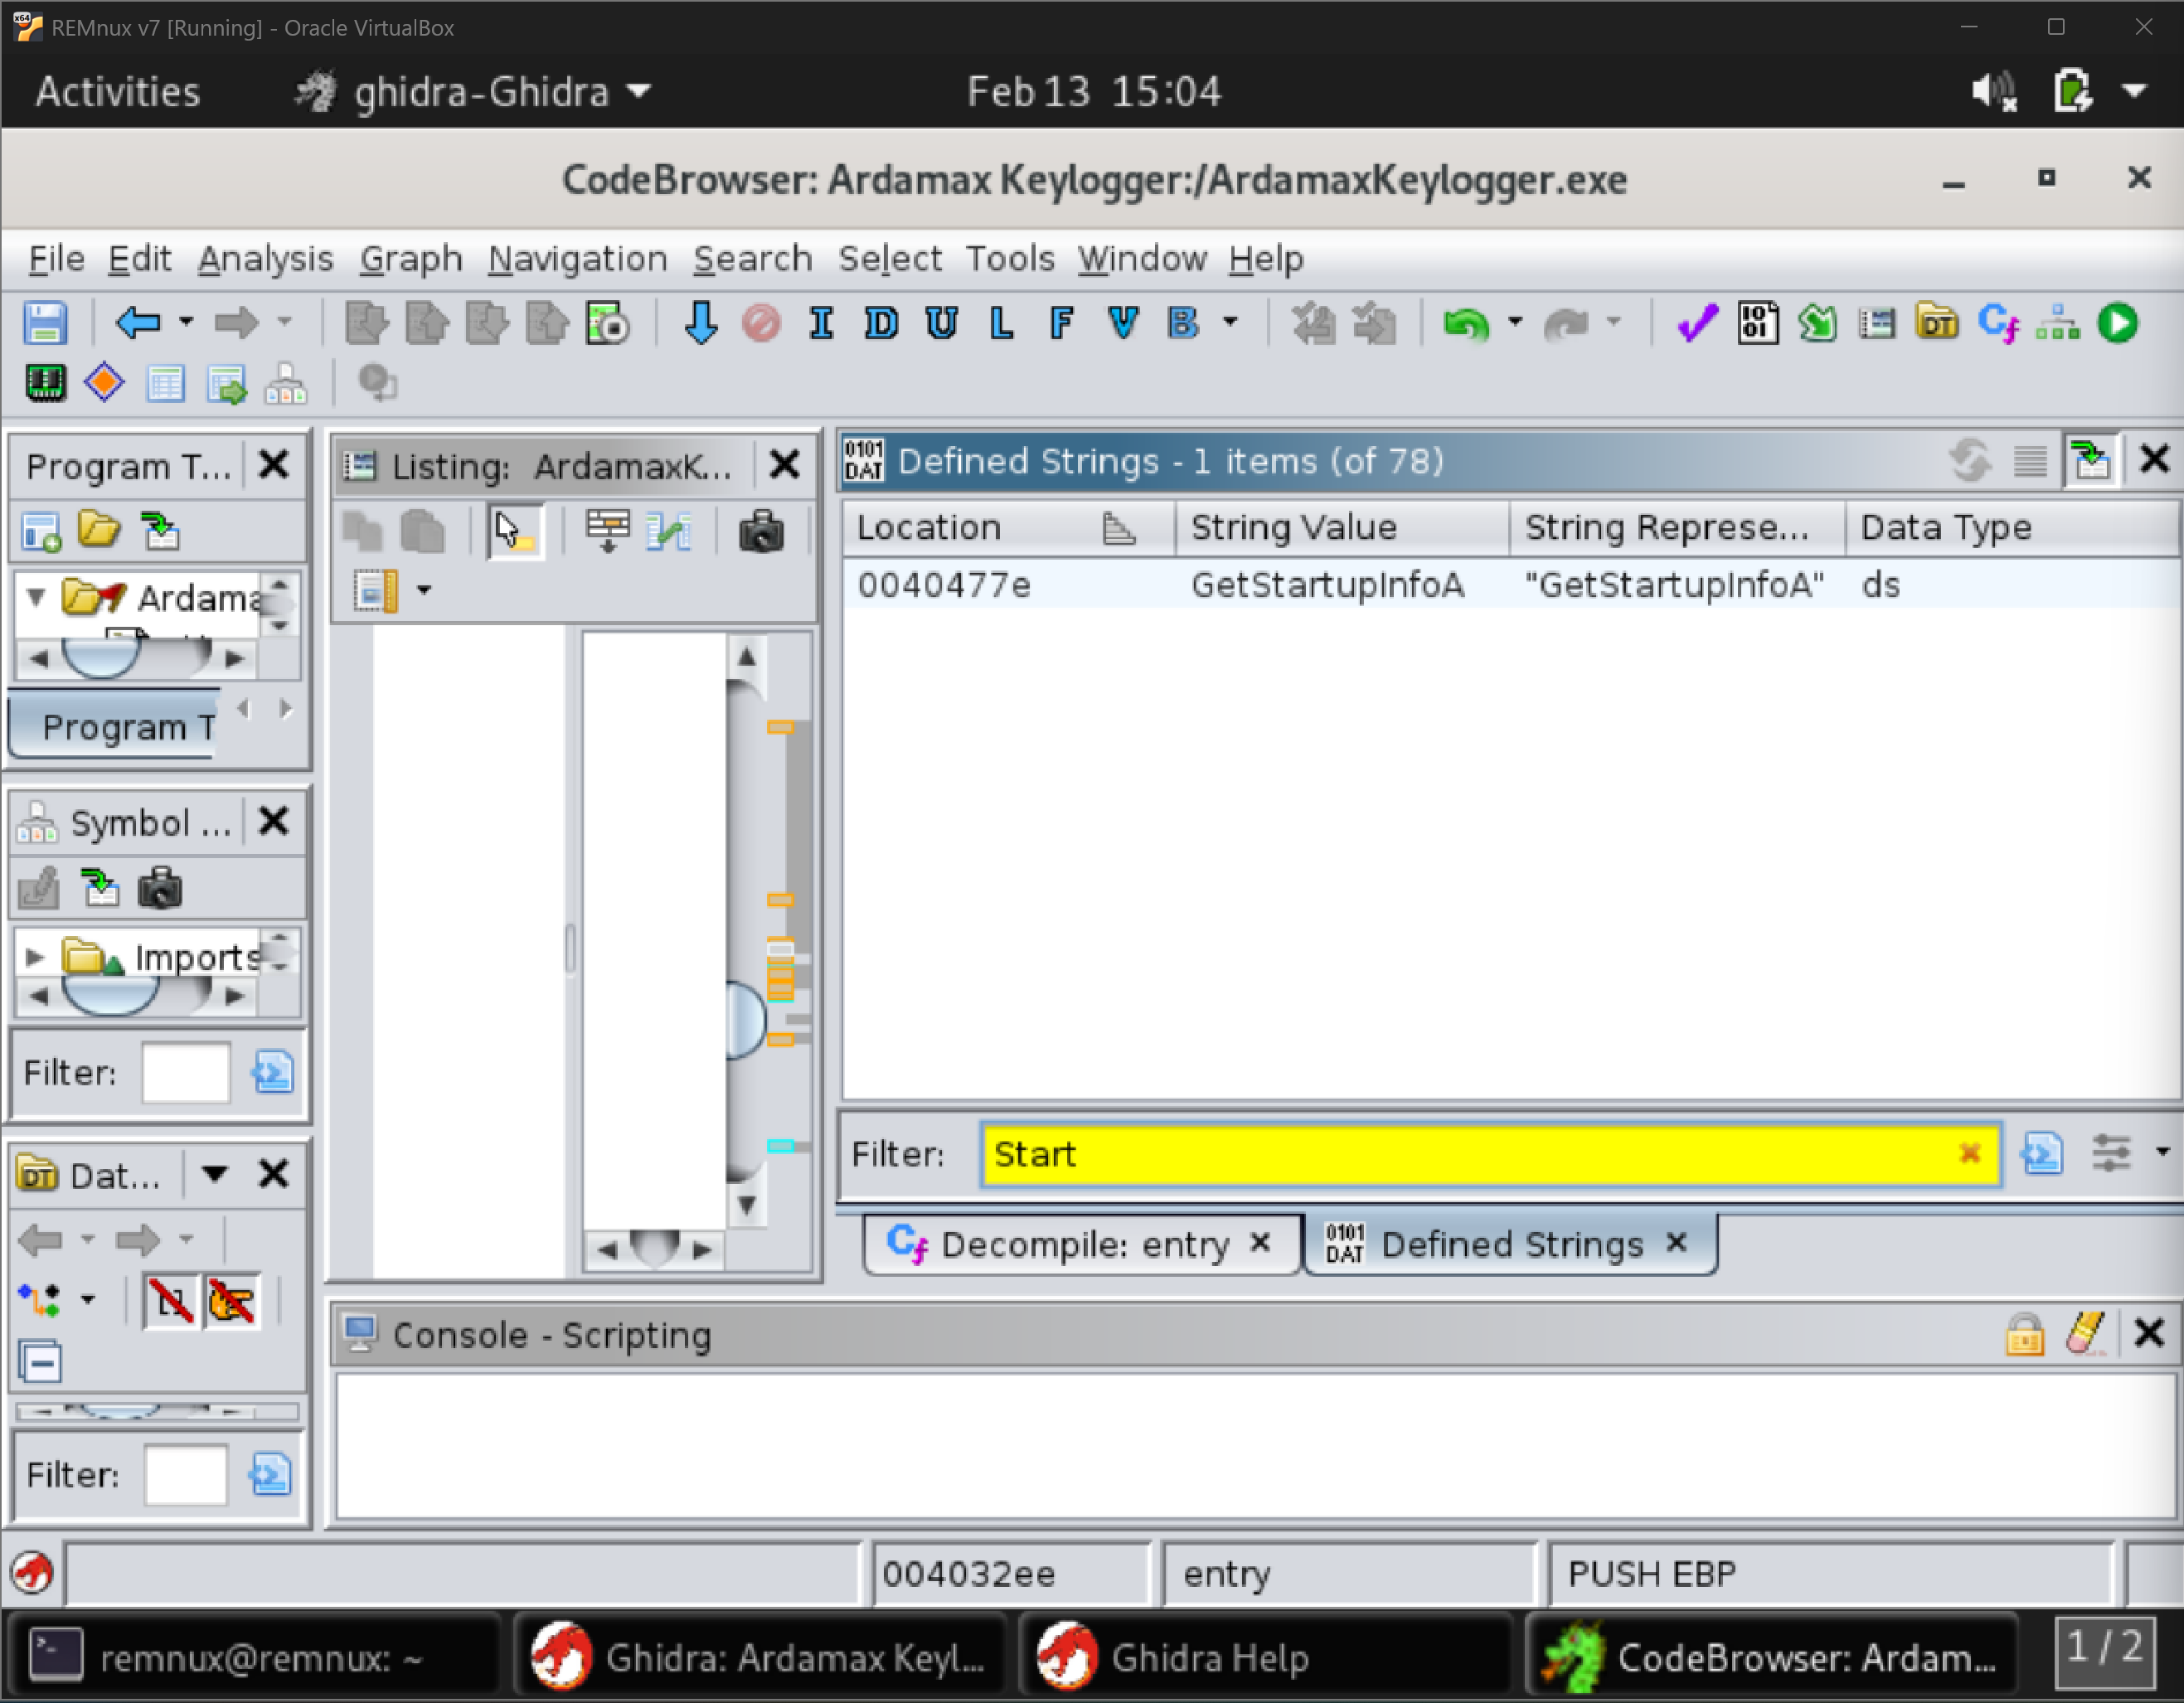 REMnux v7 [Running] - Oracle VirtualBox
Activities ghidra-Ghidra Feb 13 15:04
CodeBrowser: Ardamax Keylogger:/ArdamaxKeylogger.exe
File Edit Analysis Graph Navigation Search Select Tools Window Help
I D U L F V B
Program T...
Listing: ArdamaxK...
Defined Strings - 1 items (of 78)
Location String Value String Represe... Data Type
0040477e GetStartupInfoA "GetStartupInfoA" ds
Ardama
Program T
Symbol ...
Imports
Filter:
Filter: Start
Dat...
Decompile: entry
Defined Strings
Console - Scripting
Filter:
004032ee entry PUSH EBP
remnux@remnux: ~
Ghidra: Ardamax Keyl...
Ghidra Help
CodeBrowser: Ardam...
1 / 2